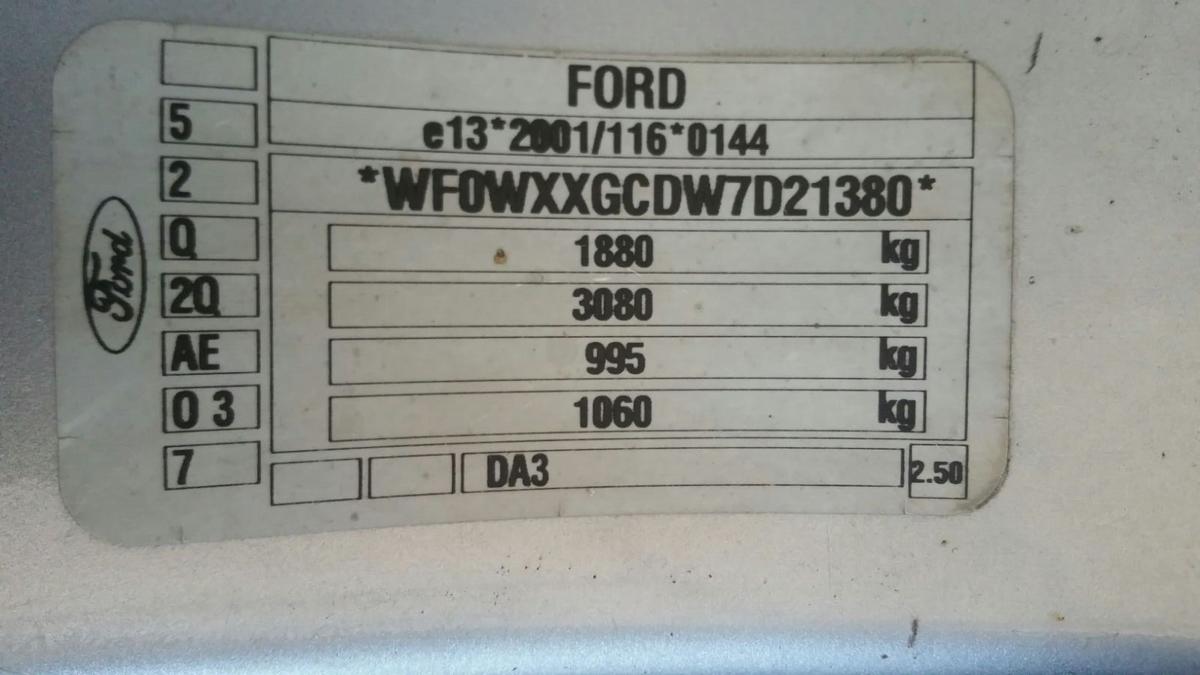 FORD
5
e13*2001/116*0144
2
*WF0WXXGCDW7D21380*
Q
1880 kg
2Q
3080 kg
AE
995 kg
0 3
1060 kg
7
DA3
2.50
Ford